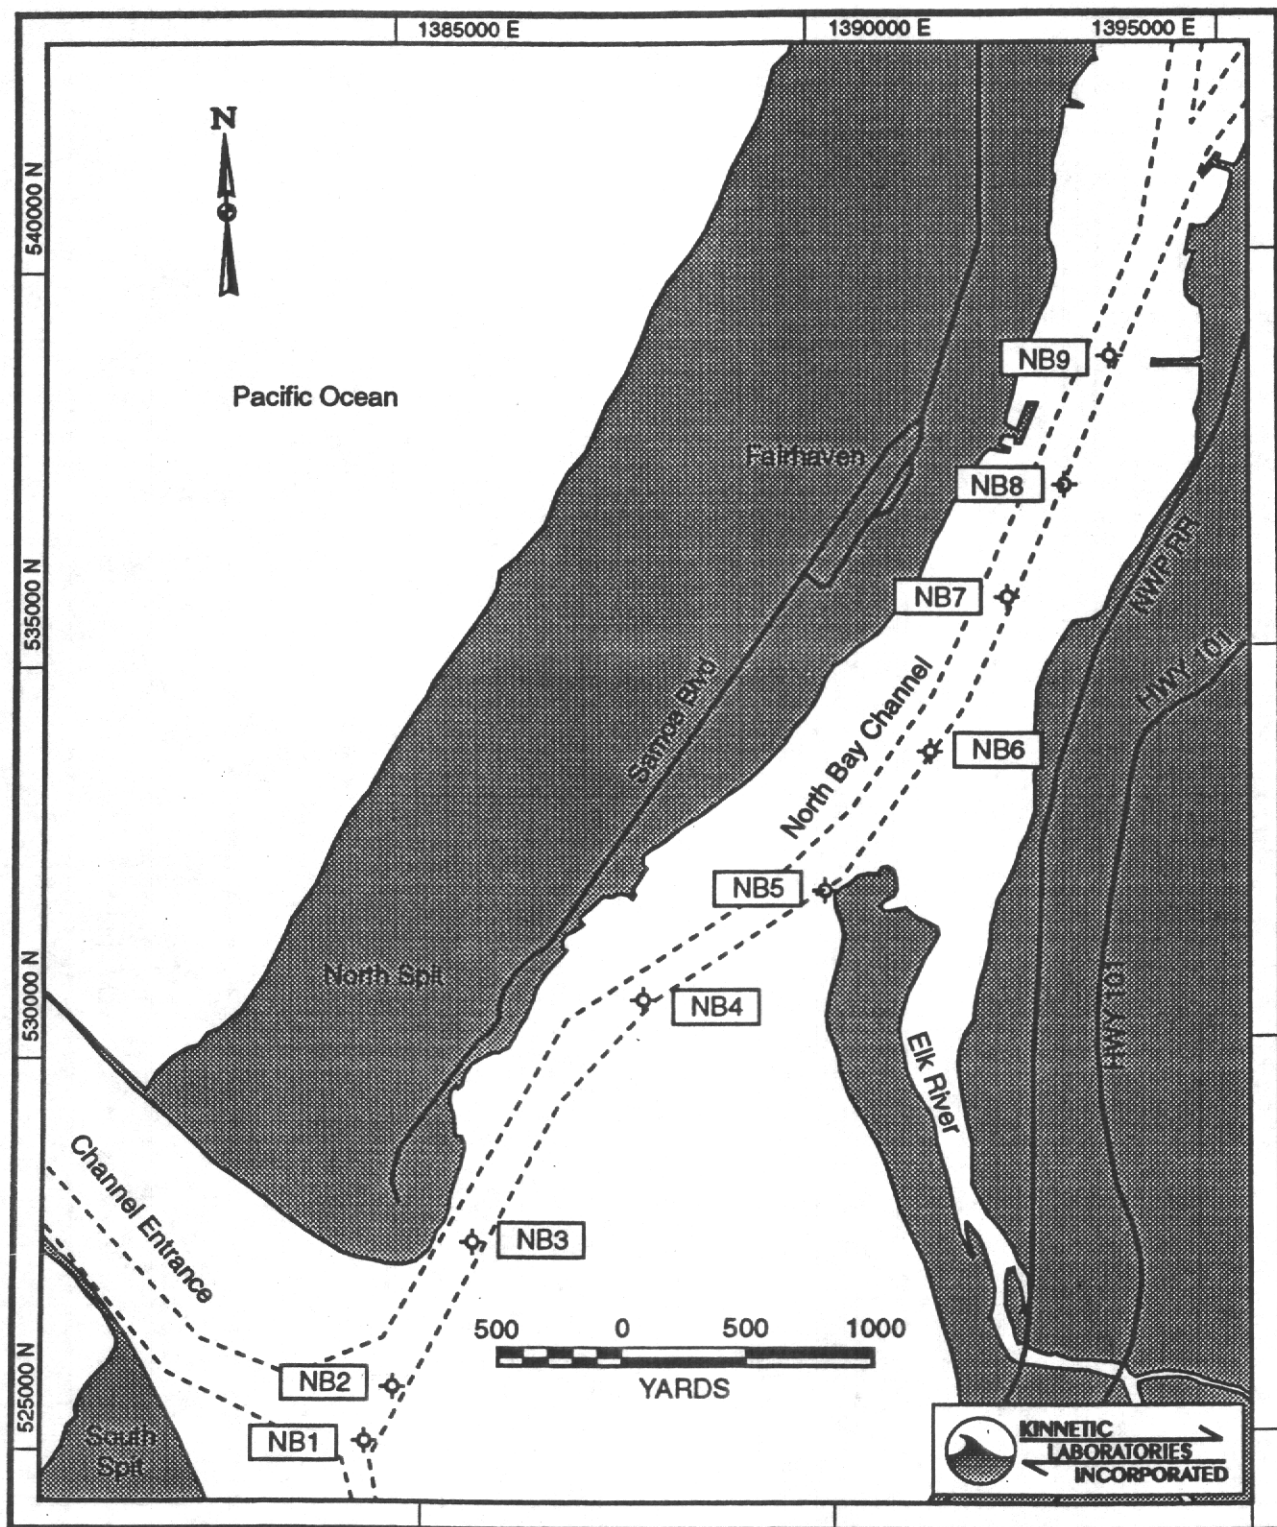 1385000 E
1390000 E
1395000 E
N
540000 N
Pacific Ocean
NB9
Fairhaven
NB8
535000 N
NWP RR
NB7
HWY 101
Samoa Blvd
North Bay Channel
NB6
NB5
530000 N
North Spit
NB4
HWY 101
Elk River
Channel Entrance
NB3
500 0 500 1000
YARDS
525000 N
NB2
NB1
South
Spit
KINNETIC
LABORATORIES
INCORPORATED